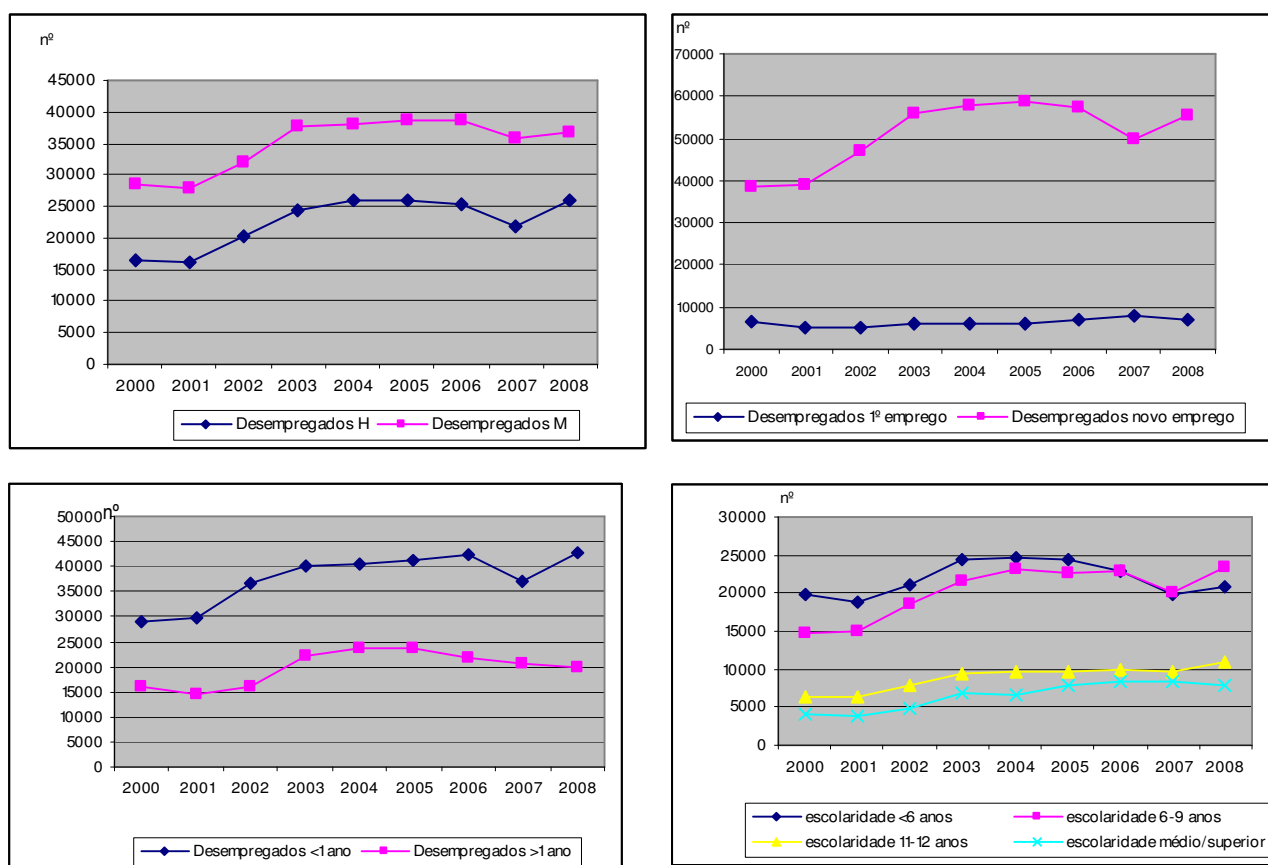 nº
45000
40000
35000
30000
25000
20000
15000
10000
5000
0
2000 2001 2002 2003 2004 2005 2006 2007 2008
Desempregados H Desempregados M
nº
70000
60000
50000
40000
30000
20000
10000
0
2000 2001 2002 2003 2004 2005 2006 2007 2008
Desempregados 1º emprego Desempregados novo emprego
nº
50000
45000
40000
35000
30000
25000
20000
15000
10000
5000
0
2000 2001 2002 2003 2004 2005 2006 2007 2008
Desempregados <1ano Desempregados >1ano
nº
30000
25000
20000
15000
10000
5000
0
2000 2001 2002 2003 2004 2005 2006 2007 2008
escolaridade <6 anos escolaridade 6-9 anos
escolaridade 11-12 anos escolaridade médio/superior